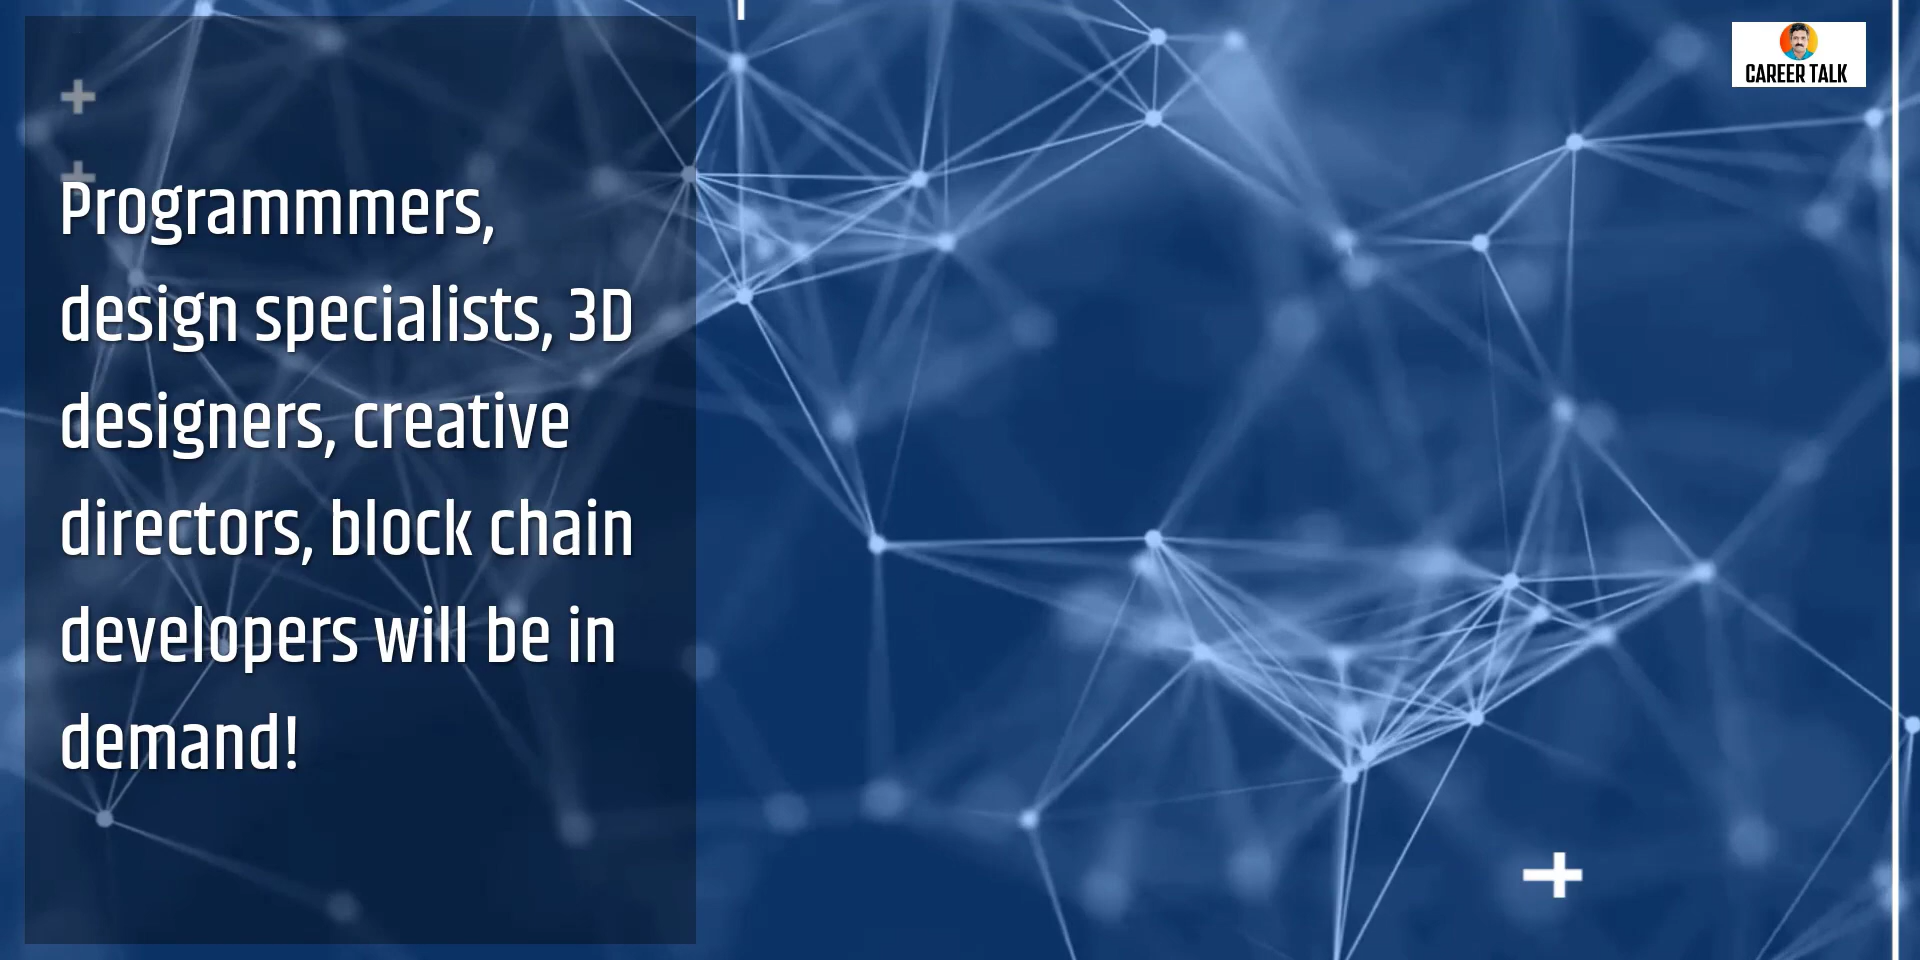 Programmmers,
design specialists, 3D
designers, creative
directors, block chain
developers will be in
demand!
CAREER TALK